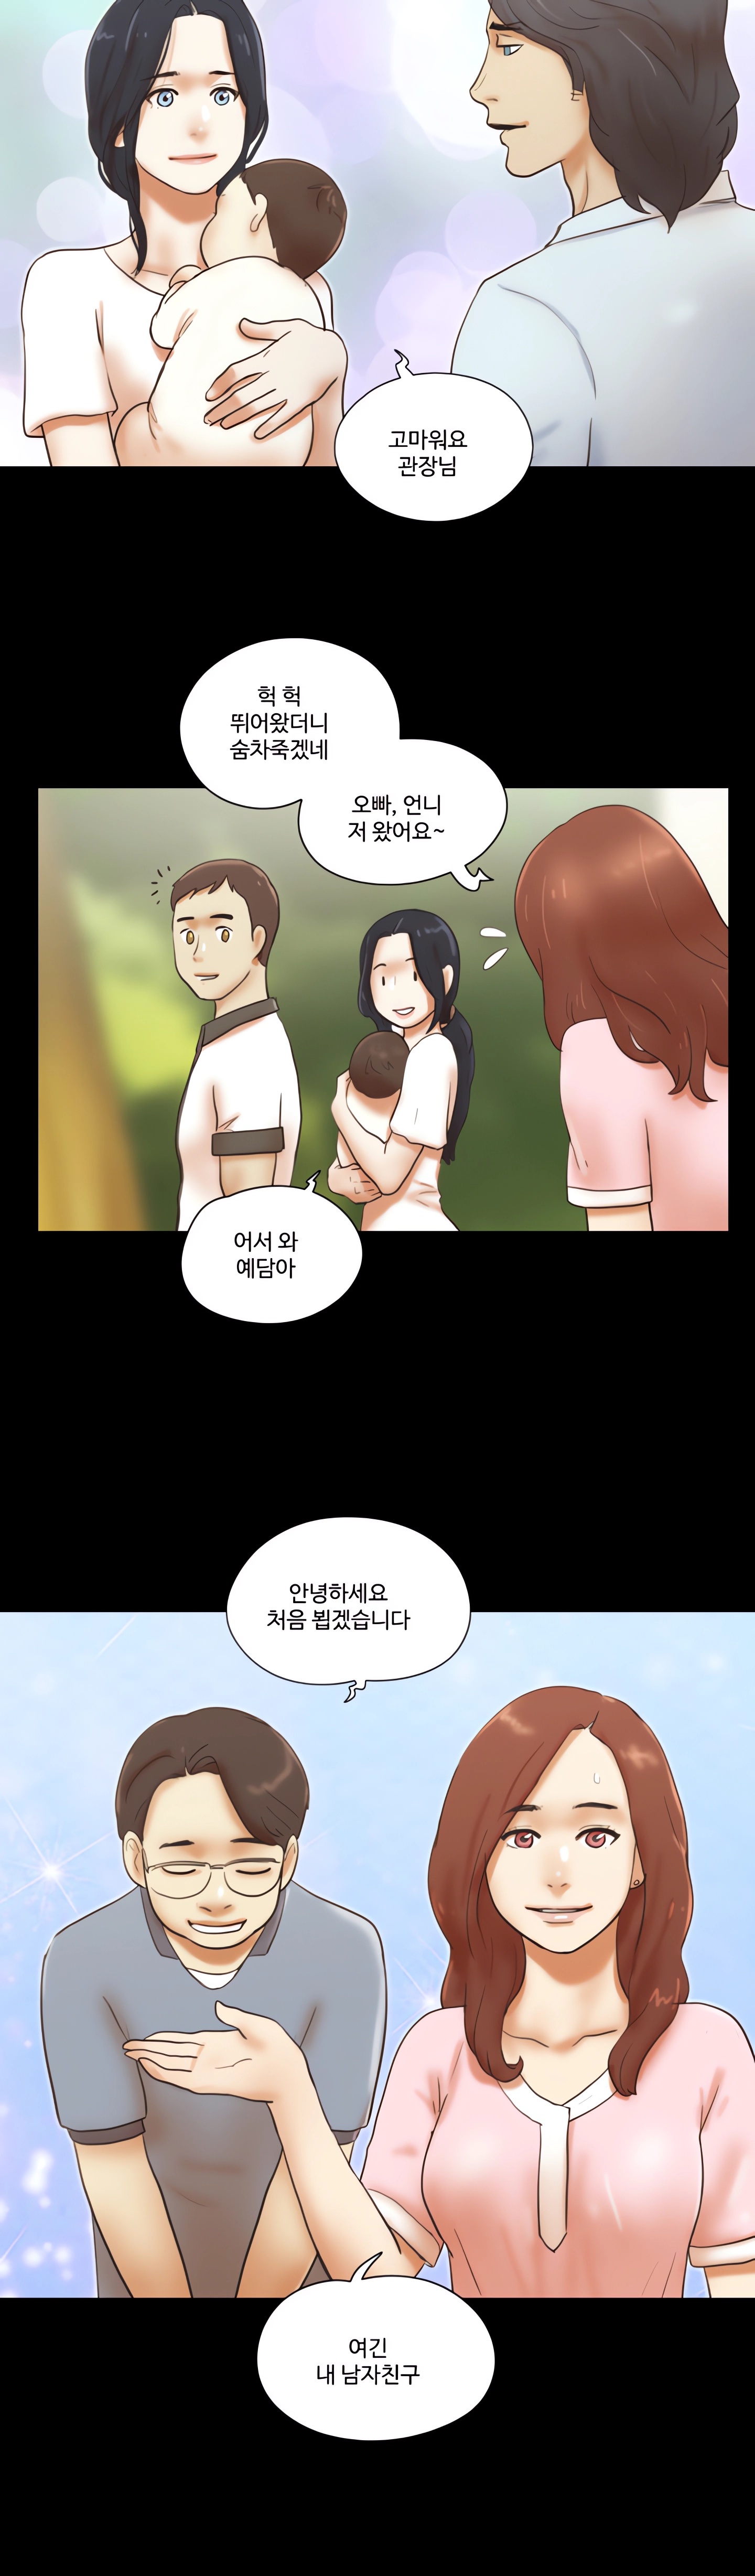 고마워요
관장님
헉 헉
뛰어왔더니
숨차죽겠네
오빠, 언니
저 왔어요~
어서 와
예담아
안녕하세요
처음 뵙겠습니다
여긴
내 남자친구